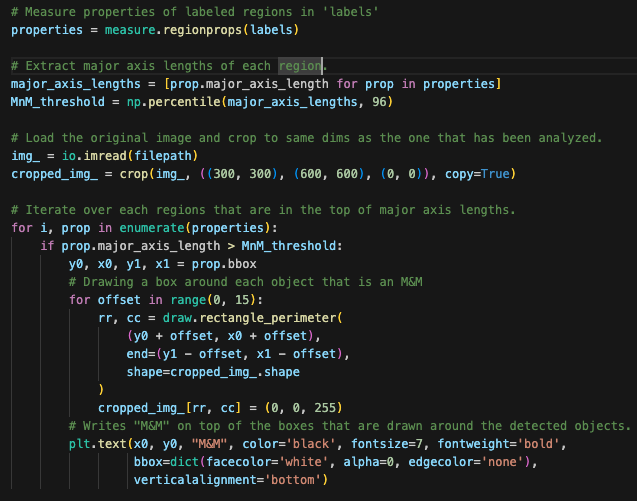 # Measure properties of labeled regions in 'labels'
properties = measure.regionprops(labels)
# Extract major axis lengths of each region.
major_axis_lengths = [prop.major_axis_length for prop in properties]
MnM_threshold = np.percentile(major_axis_lengths, 96)
# Load the original image and crop to same dims as the one that has been analyzed.
img_ = io.imread(filepath)
cropped_img_ = crop(img_, ((300, 300), (600, 600), (0, 0)), copy=True)
# Iterate over each regions that are in the top of major axis lengths.
for i, prop in enumerate(properties):
    if prop.major_axis_length > MnM_threshold:
        y0, x0, y1, x1 = prop.bbox
        # Drawing a box around each object that is an M&M
        for offset in range(0, 15):
            rr, cc = draw.rectangle_perimeter(
                (y0 + offset, x0 + offset),
                end=(y1 - offset, x1 - offset),
                shape=cropped_img_.shape
            )
            cropped_img_[rr, cc] = (0, 0, 255)
        # Writes "M&M" on top of the boxes that are drawn around the detected objects.
        plt.text(x0, y0, "M&M", color='black', fontsize=7, fontweight='bold',
                 bbox=dict(facecolor='white', alpha=0, edgecolor='none'),
                 verticalalignment='bottom')